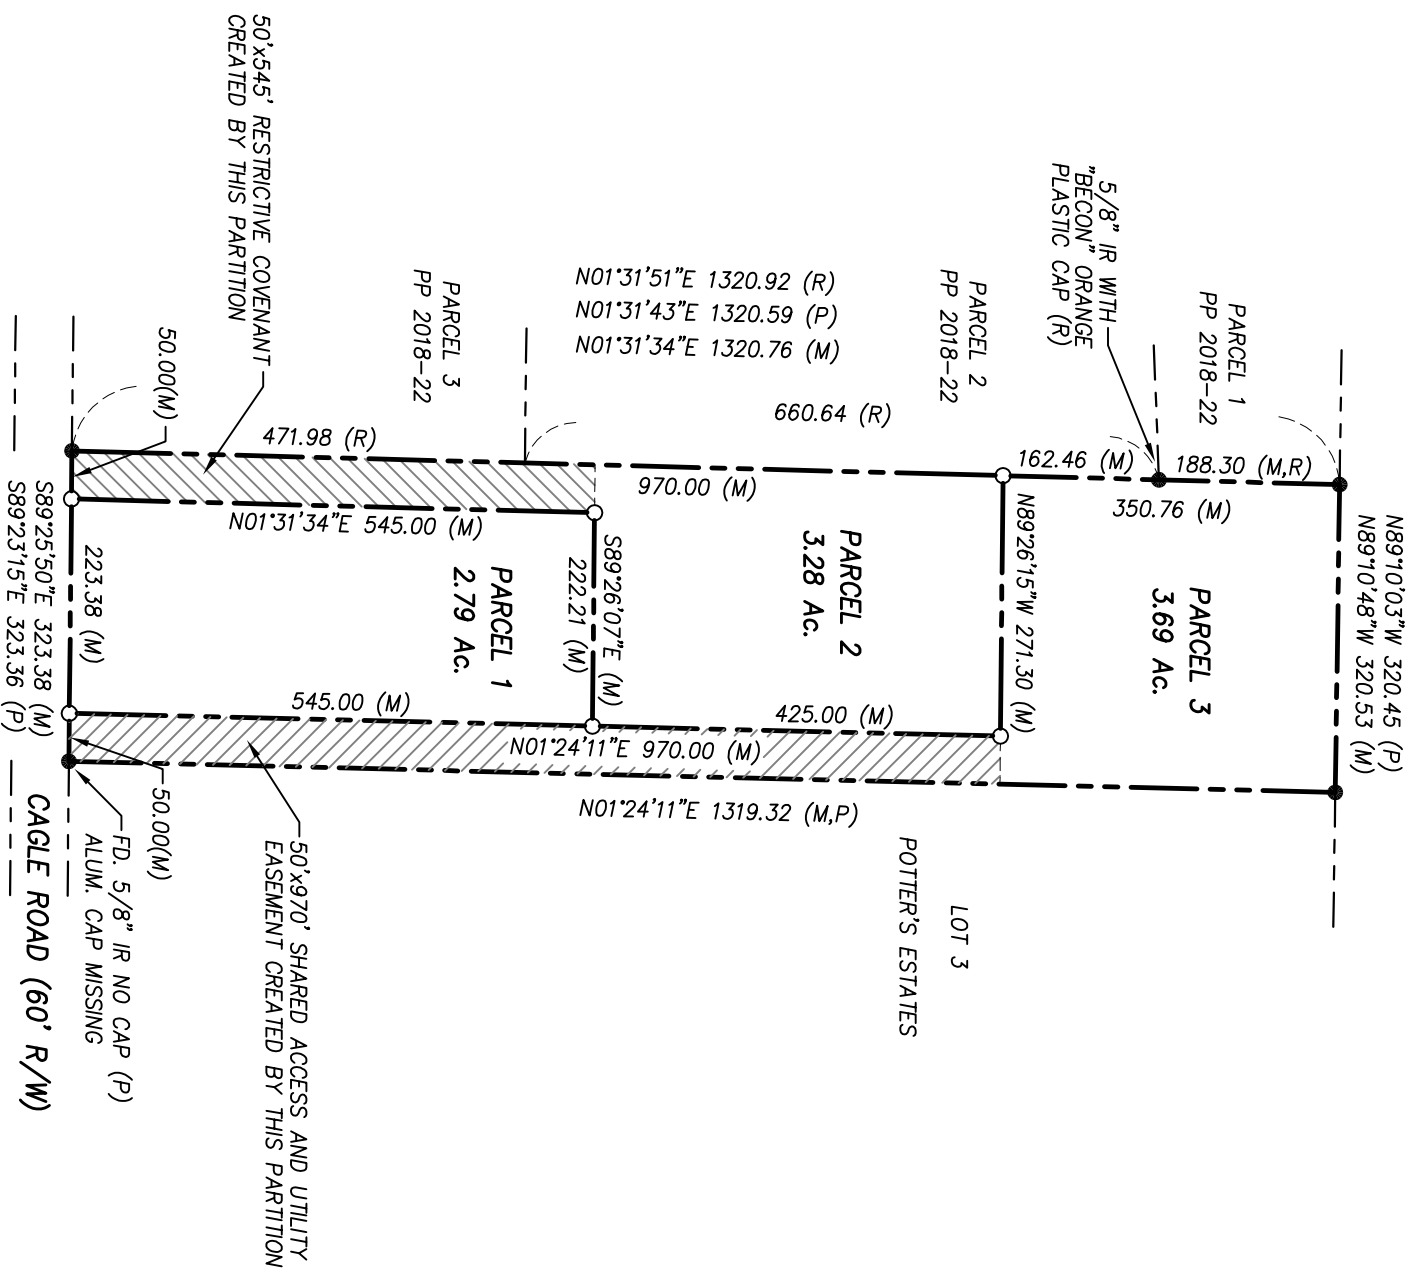 N89°10'03"W 320.45 (P)
N89°10'48"W 320.53 (M)
PARCEL 1
PP 2018-22
188.30 (M,R)
350.76 (M)
162.46 (M)
5/8" IR WITH
"BECON" ORANGE
PLASTIC CAP (R)
PARCEL 3
3.69 Ac.
N89°26'15"W 271.30 (M)
PARCEL 2
PP 2018-22
660.64 (R)
N01°31'51"E 1320.92 (R)
N01°31'43"E 1320.59 (P)
N01°31'34"E 1320.76 (M)
970.00 (M)
PARCEL 2
3.28 Ac.
425.00 (M)
LOT 3
POTTER'S ESTATES
S89°26'07"E (M)
222.21 (M)
PARCEL 3
PP 2018-22
471.98 (R)
N01°31'34"E 545.00 (M)
PARCEL 1
2.79 Ac.
545.00 (M)
N01°24'11"E 970.00 (M)
N01°24'11"E 1319.32 (M,P)
50'x545' RESTRICTIVE COVENANT
CREATED BY THIS PARTITION
50'x970' SHARED ACCESS AND UTILITY
EASEMENT CREATED BY THIS PARTITION
50.00(M)
223.38 (M)
50.00(M)
FD. 5/8" IR NO CAP (P)
ALUM. CAP MISSING
S89°25'50"E 323.38 (M)
S89°23'15"E 323.36 (P)
CAGLE ROAD (60' R/W)